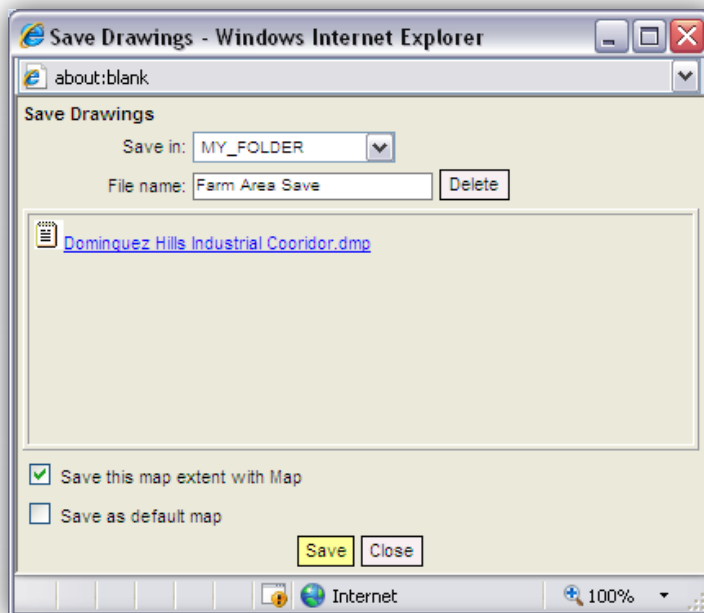 Save Drawings - Windows Internet Explorer
about:blank
Save Drawings
Save in: MY_FOLDER
File name: Farm Area Save Delete
Dominquez Hills Industrial Cooridor.dmp
Save this map extent with Map
Save as default map
Save Close
Internet 100%